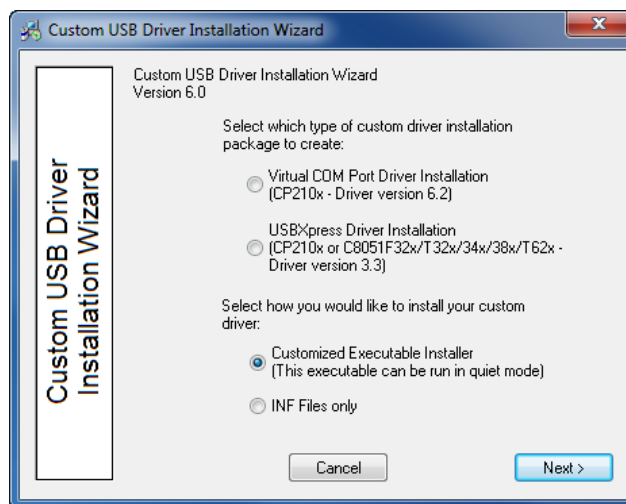 Custom USB Driver Installation Wizard
Custom USB Driver
Installation Wizard
Custom USB Driver Installation Wizard
Version 6.0
Select which type of custom driver installation
package to create:
Virtual COM Port Driver Installation
(CP210x - Driver version 6.2)
USBXpress Driver Installation
(CP210x or C8051F32x/T32x/34x/38x/T62x -
Driver version 3.3)
Select how you would like to install your custom
driver:
Customized Executable Installer
(This executable can be run in quiet mode)
INF Files only
Cancel
Next >